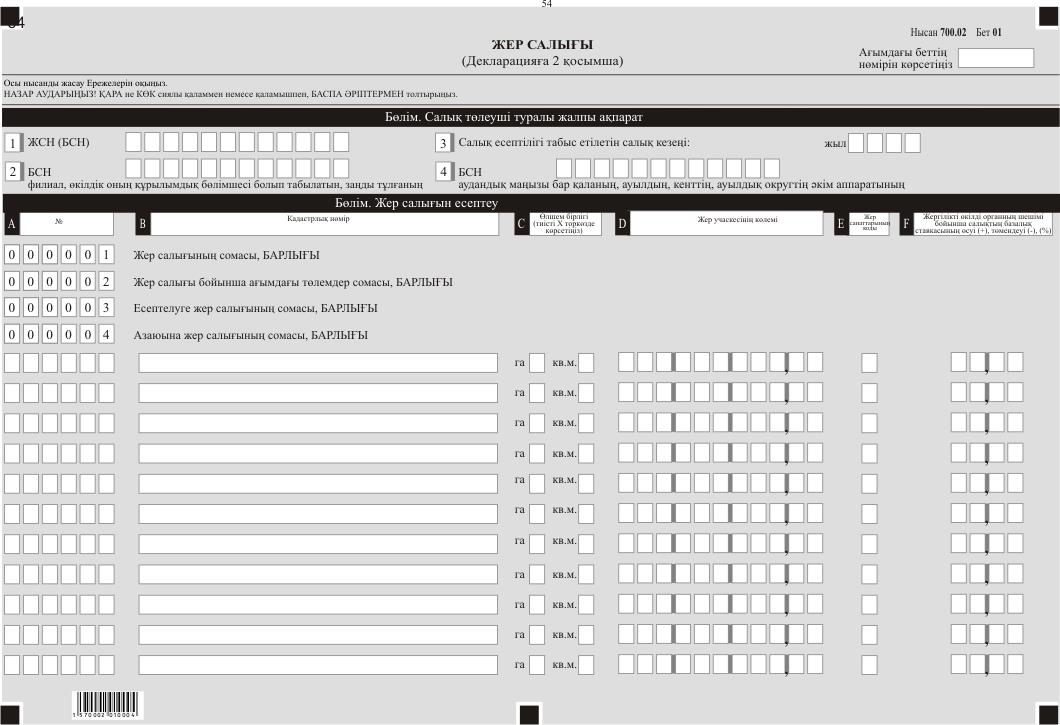 54
54
Нысан 700.02 Бет 01
ЖЕР САЛЫҒЫ
(Декларацияға 2 қосымша)
Ағымдағы беттің
нөмірін көрсетіңіз
Осы нысанды жасау Ережелерін оқыңыз.
НАЗАР АУДАРЫҢЫЗ! ҚАРА не КӨК сиялы қаламмен немесе қаламышпен, БАСПА ӘРІПТЕРМЕН толтырыңыз.
Бөлім. Салық төлеуші туралы жалпы ақпарат
1 ЖСН (БСН)
3 Салық есептілігі табыс етілетін салық кезеңі: жыл
2 БСН
филиал, өкілдік оның құрылымдық бөлімшесі болып табылатын, заңды тұлғаның
4 БСН
аудандық маңызы бар қаланың, ауылдың, кенттің, ауылдық округтің әкім аппаратының
Бөлім. Жер салығын есептеу
A №
B Кадастрлық нөмір
C Өлшем бірлігі
(тиісті X торкөзде
көрсетіңіз)
D Жер учаскесінің көлемі
E Жер
санаттарының
коды
F Жергілікті өкілді органның шешімі
бойынша салықтың базалық
ставкасының өсуі (+), төмендеуі (-), (%)
0 0 0 0 0 1 Жер салығының сомасы, БАРЛЫҒЫ
0 0 0 0 0 2 Жер салығы бойынша ағымдағы төлемдер сомасы, БАРЛЫҒЫ
0 0 0 0 0 3 Есептелуге жер салығының сомасы, БАРЛЫҒЫ
0 0 0 0 0 4 Азаюына жер салығының сомасы, БАРЛЫҒЫ
га кв.м. , ,
га кв.м. , ,
га кв.м. , ,
га кв.м. , ,
га кв.м. , ,
га кв.м. , ,
га кв.м. , ,
га кв.м. , ,
га кв.м. , ,
га кв.м. , ,
га кв.м. , ,
1 570002 010004